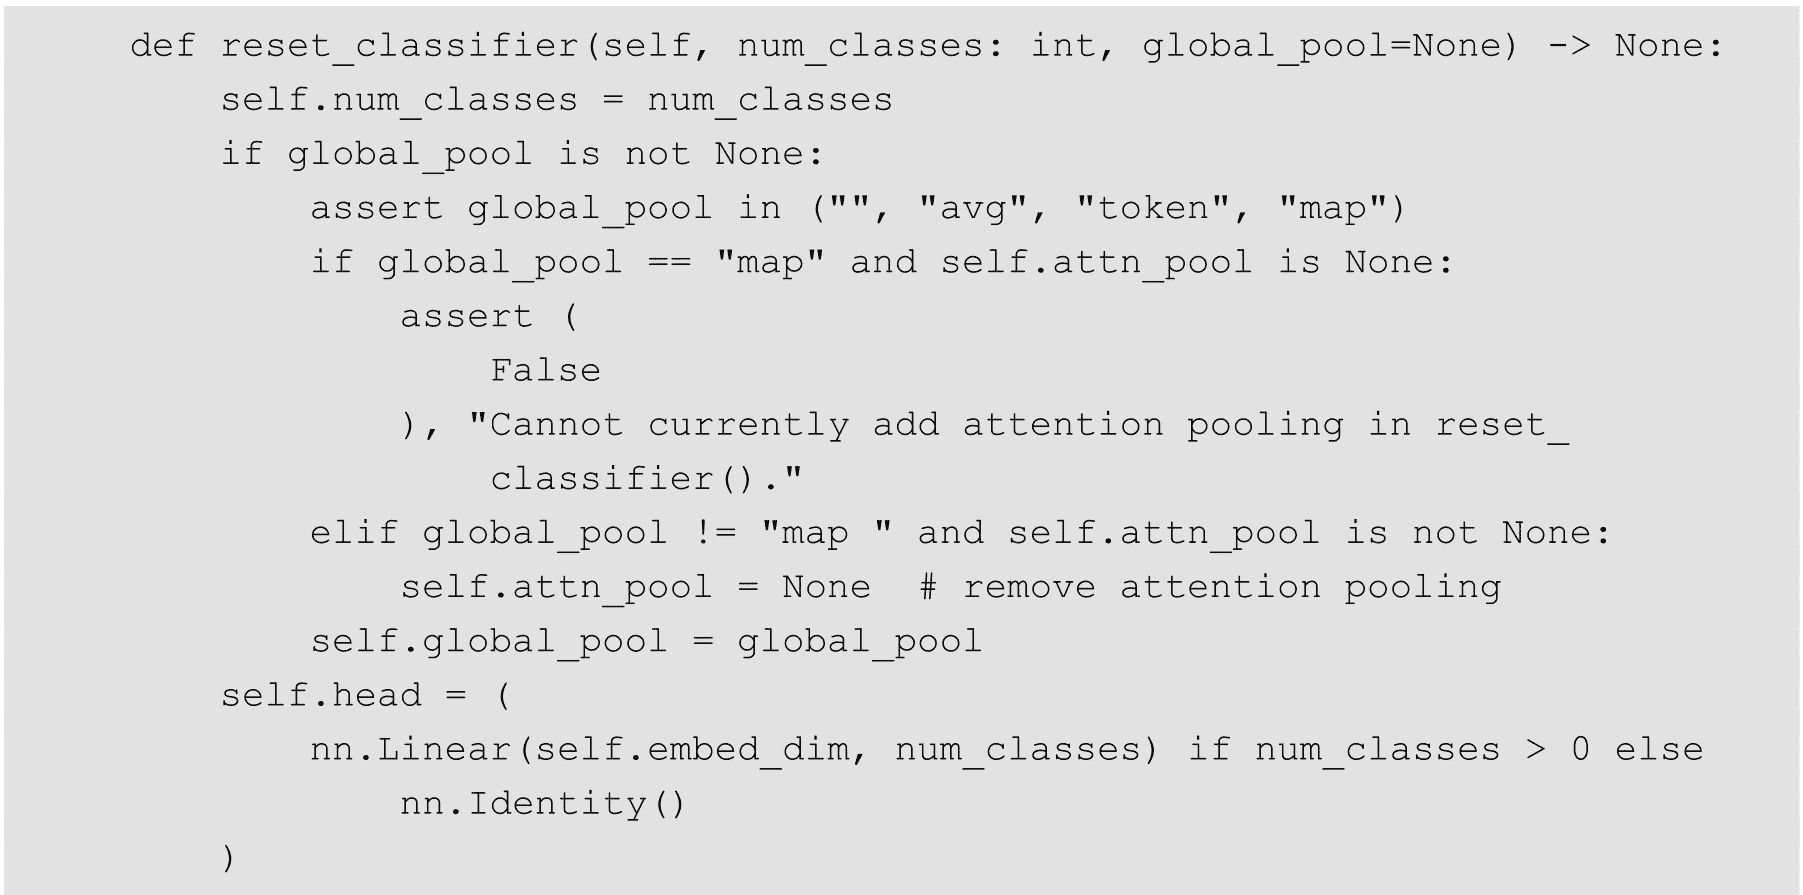 def reset_classifier(self, num_classes: int, global_pool=None) -> None:
    self.num_classes = num_classes
    if global_pool is not None:
        assert global_pool in ("", "avg", "token", "map")
        if global_pool == "map" and self.attn_pool is None:
            assert (
                False
            ), "Cannot currently add attention pooling in reset_
                classifier()."
        elif global_pool != "map " and self.attn_pool is not None:
            self.attn_pool = None  # remove attention pooling
        self.global_pool = global_pool
    self.head = (
        nn.Linear(self.embed_dim, num_classes) if num_classes > 0 else
            nn.Identity()
    )